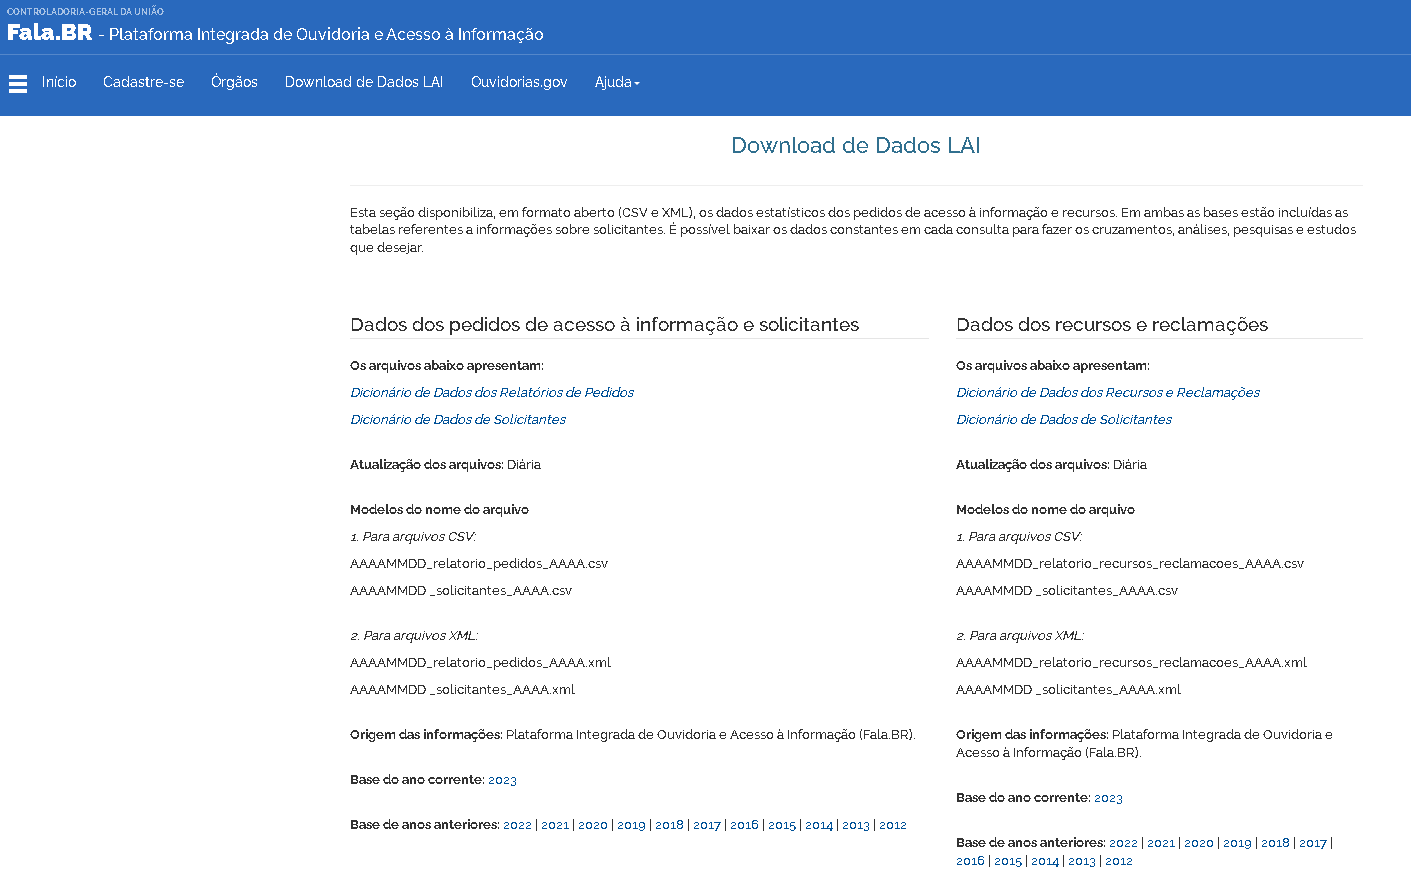 CONTROLADORIA-GERAL DA UNIÃO
Fala.BR - Plataforma Integrada de Ouvidoria e Acesso à Informação
Início Cadastre-se Órgãos Download de Dados LAI Ouvidorias.gov Ajuda
Download de Dados LAI
Esta seção disponibiliza, em formato aberto (CSV e XML), os dados estatísticos dos pedidos de acesso à informação e recursos. Em ambas as bases estão incluídas as
tabelas referentes a informações sobre solicitantes. É possível baixar os dados constantes em cada consulta para fazer os cruzamentos, análises, pesquisas e estudos
que desejar.
Dados dos pedidos de acesso à informação e solicitantes
Os arquivos abaixo apresentam:
Dicionário de Dados dos Relatórios de Pedidos
Dicionário de Dados de Solicitantes
Atualização dos arquivos: Diária
Modelos do nome do arquivo
1. Para arquivos CSV:
AAAAMMDD_relatorio_pedidos_AAAA.csv
AAAAMMDD _solicitantes_AAAA.csv
2. Para arquivos XML:
AAAAMMDD_relatorio_pedidos_AAAA.xml
AAAAMMDD _solicitantes_AAAA.xml
Origem das informações: Plataforma Integrada de Ouvidoria e Acesso à Informação (Fala.BR).
Base do ano corrente: 2023
Base de anos anteriores: 2022 | 2021 | 2020 | 2019 | 2018 | 2017 | 2016 | 2015 | 2014 | 2013 | 2012
Dados dos recursos e reclamações
Os arquivos abaixo apresentam:
Dicionário de Dados dos Recursos e Reclamações
Dicionário de Dados de Solicitantes
Atualização dos arquivos: Diária
Modelos do nome do arquivo
1. Para arquivos CSV:
AAAAMMDD_relatorio_recursos_reclamacoes_AAAA.csv
AAAAMMDD _solicitantes_AAAA.csv
2. Para arquivos XML:
AAAAMMDD_relatorio_recursos_reclamacoes_AAAA.xml
AAAAMMDD _solicitantes_AAAA.xml
Origem das informações: Plataforma Integrada de Ouvidoria e
Acesso à Informação (Fala.BR).
Base do ano corrente: 2023
Base de anos anteriores: 2022 | 2021 | 2020 | 2019 | 2018 | 2017 |
2016 | 2015 | 2014 | 2013 | 2012